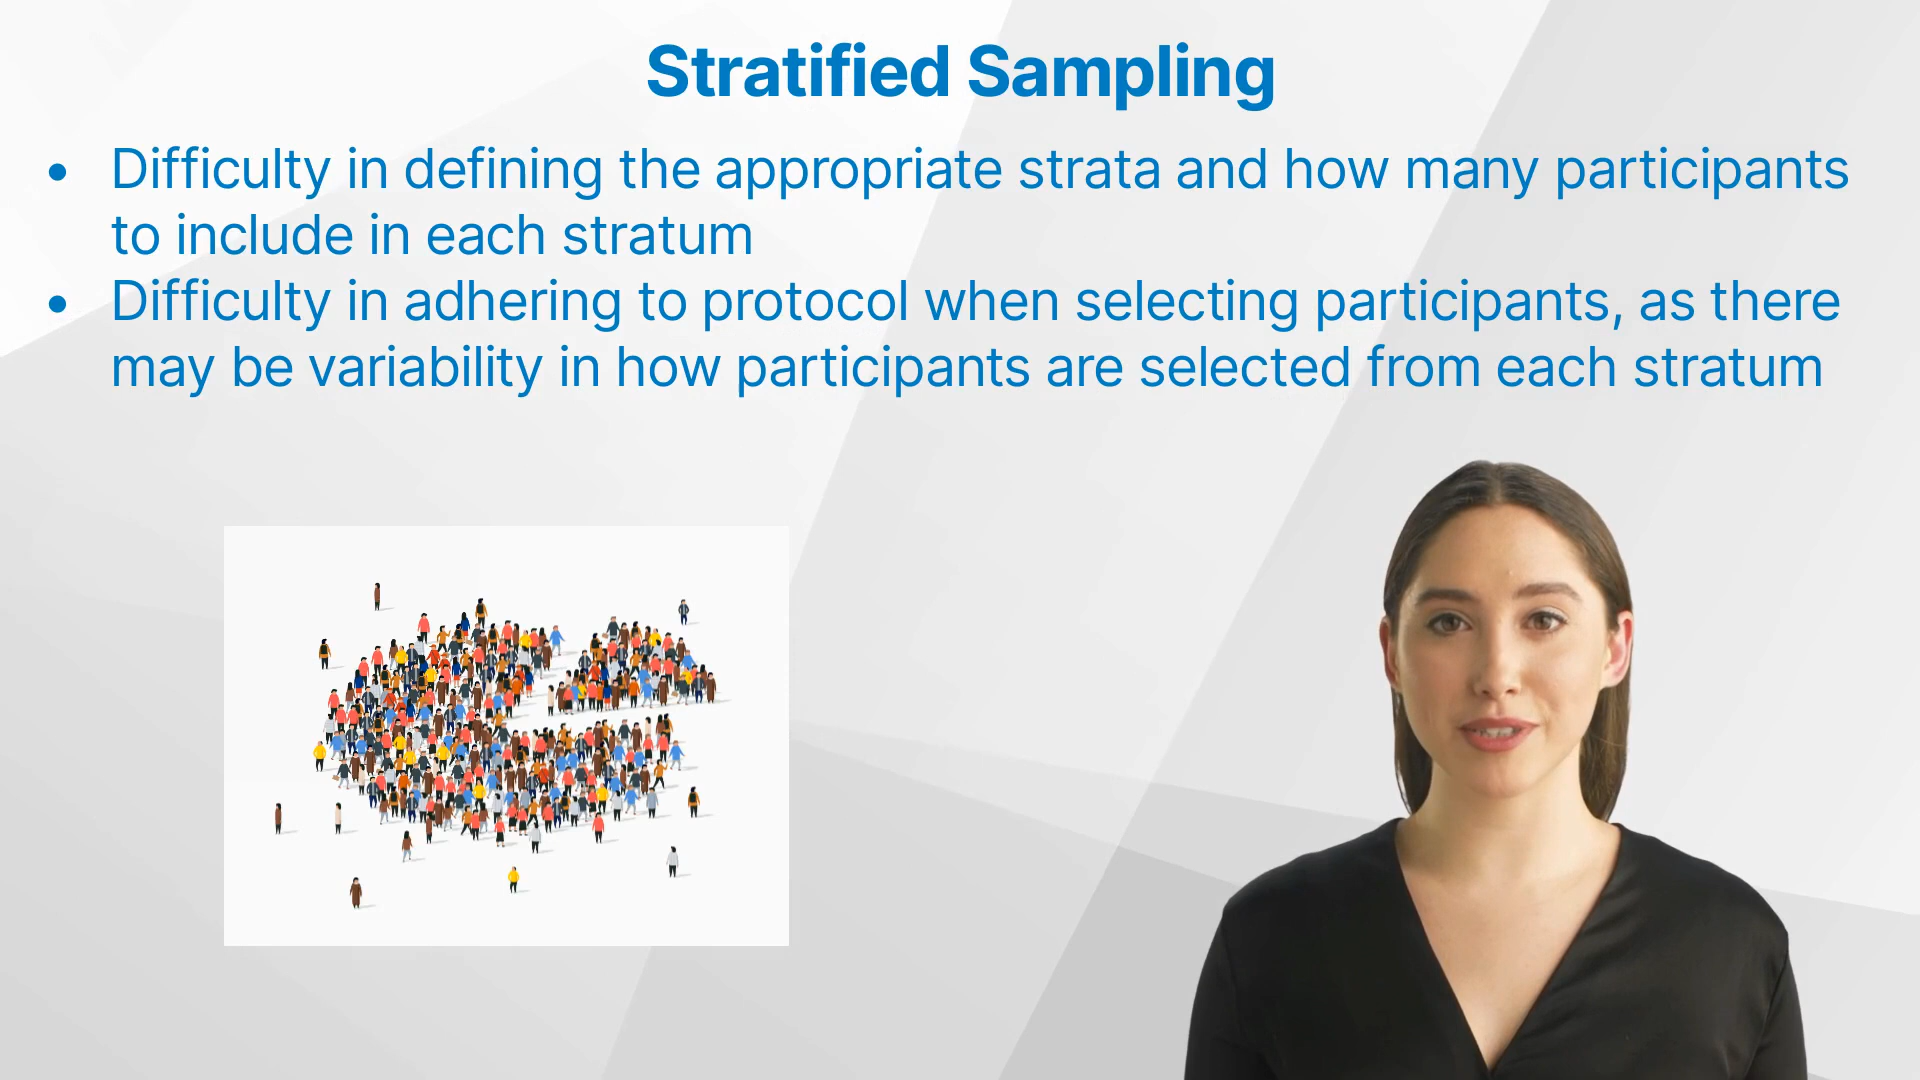 Stratified Sampling
• Difficulty in defining the appropriate strata and how many participants
to include in each stratum
• Difficulty in adhering to protocol when selecting participants, as there
may be variability in how participants are selected from each stratum